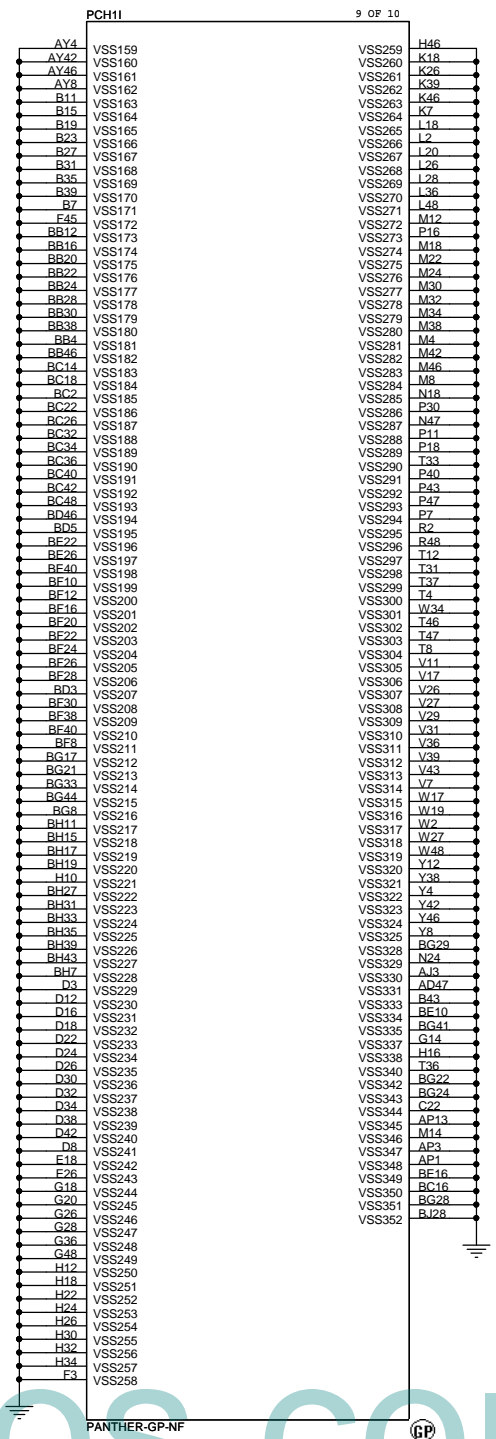 PCH1I 9 OF 10
AY4 VSS159 VSS259 H46
AY42 VSS160 VSS260 K18
AY46 VSS161 VSS261 K26
AY8 VSS162 VSS262 K39
B11 VSS163 VSS263 K46
B15 VSS164 VSS264 K7
B19 VSS165 VSS265 L18
B23 VSS166 VSS266 L2
B27 VSS167 VSS267 L20
B31 VSS168 VSS268 L26
B35 VSS169 VSS269 L28
B39 VSS170 VSS270 L36
B7 VSS171 VSS271 L48
F45 VSS172 VSS272 M12
BB12 VSS173 VSS273 P16
BB16 VSS174 VSS274 M18
BB20 VSS175 VSS275 M22
BB22 VSS176 VSS276 M24
BB24 VSS177 VSS277 M30
BB28 VSS178 VSS278 M32
BB30 VSS179 VSS279 M34
BB38 VSS180 VSS280 M38
BB4 VSS181 VSS281 M4
BB46 VSS182 VSS282 M42
BC14 VSS183 VSS283 M46
BC18 VSS184 VSS284 M8
BC2 VSS185 VSS285 N18
BC22 VSS186 VSS286 P30
BC26 VSS187 VSS287 N47
BC32 VSS188 VSS288 P11
BC34 VSS189 VSS289 P18
BC36 VSS190 VSS290 T33
BC40 VSS191 VSS291 P40
BC42 VSS192 VSS292 P43
BC48 VSS193 VSS293 P47
BD46 VSS194 VSS294 P7
BD5 VSS195 VSS295 R2
BE22 VSS196 VSS296 R48
BE26 VSS197 VSS297 T12
BE40 VSS198 VSS298 T31
BF10 VSS199 VSS299 T37
BF12 VSS200 VSS300 T4
BF16 VSS201 VSS301 W34
BF20 VSS202 VSS302 T46
BF22 VSS203 VSS303 T47
BF24 VSS204 VSS304 T8
BF26 VSS205 VSS305 V11
BF28 VSS206 VSS306 V17
BD3 VSS207 VSS307 V26
BF30 VSS208 VSS308 V27
BF38 VSS209 VSS309 V29
BF40 VSS210 VSS310 V31
BF8 VSS211 VSS311 V36
BG17 VSS212 VSS312 V39
BG21 VSS213 VSS313 V43
BG33 VSS214 VSS314 V7
BG44 VSS215 VSS315 W17
BG8 VSS216 VSS316 W19
BH11 VSS217 VSS317 W2
BH15 VSS218 VSS318 W27
BH17 VSS219 VSS319 W48
BH19 VSS220 VSS320 Y12
H10 VSS221 VSS321 Y38
BH27 VSS222 VSS322 Y4
BH31 VSS223 VSS323 Y42
BH33 VSS224 VSS324 Y46
BH35 VSS225 VSS325 Y8
BH39 VSS226 VSS328 BG29
BH43 VSS227 VSS329 N24
BH7 VSS228 VSS330 AJ3
D3 VSS229 VSS331 AD47
D12 VSS230 VSS333 B43
D16 VSS231 VSS334 BE10
D18 VSS232 VSS335 BG41
D22 VSS233 VSS337 G14
D24 VSS234 VSS338 H16
D26 VSS235 VSS340 T36
D30 VSS236 VSS342 BG22
D32 VSS237 VSS343 BG24
D34 VSS238 VSS344 C22
D38 VSS239 VSS345 AP13
D42 VSS240 VSS346 M14
D8 VSS241 VSS347 AP3
E18 VSS242 VSS348 AP1
E26 VSS243 VSS349 BE16
G18 VSS244 VSS350 BC16
G20 VSS245 VSS351 BG28
G26 VSS246 VSS352 BJ28
G28 VSS247
G36 VSS248
G48 VSS249
H12 VSS250
H18 VSS251
H22 VSS252
H24 VSS253
H26 VSS254
H30 VSS255
H32 VSS256
H34 VSS257
F3 VSS258
PANTHER-GP-NF GP